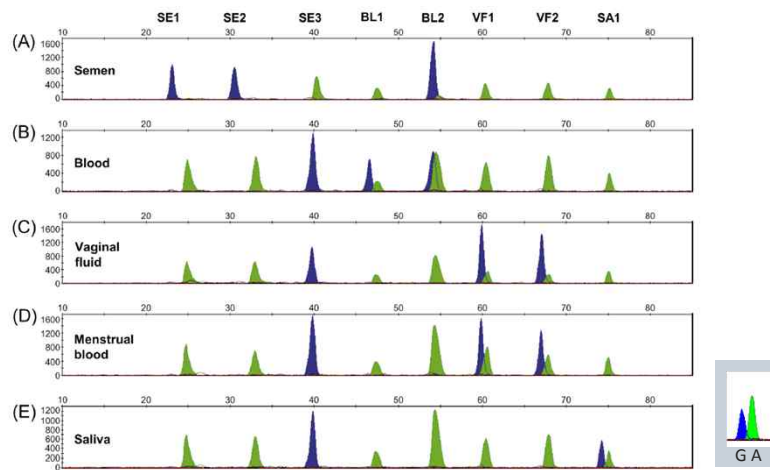 SE1 SE2 SE3 BL1 BL2 VF1 VF2 SA1
(A)
10 20 30 40 50 60 70 80
1600
1200
800
400
0
Semen
(B)
10 20 30 40 50 60 70 80
1200
800
400
0
Blood
(C)
10 20 30 40 50 60 70 80
1600
1200
800
400
0
Vaginal
fluid
(D)
10 20 30 40 50 60 70 80
1600
1200
800
400
0
Menstrual
blood
(E)
10 20 30 40 50 60 70 80
1200
1000
800
600
400
200
0
Saliva
G A